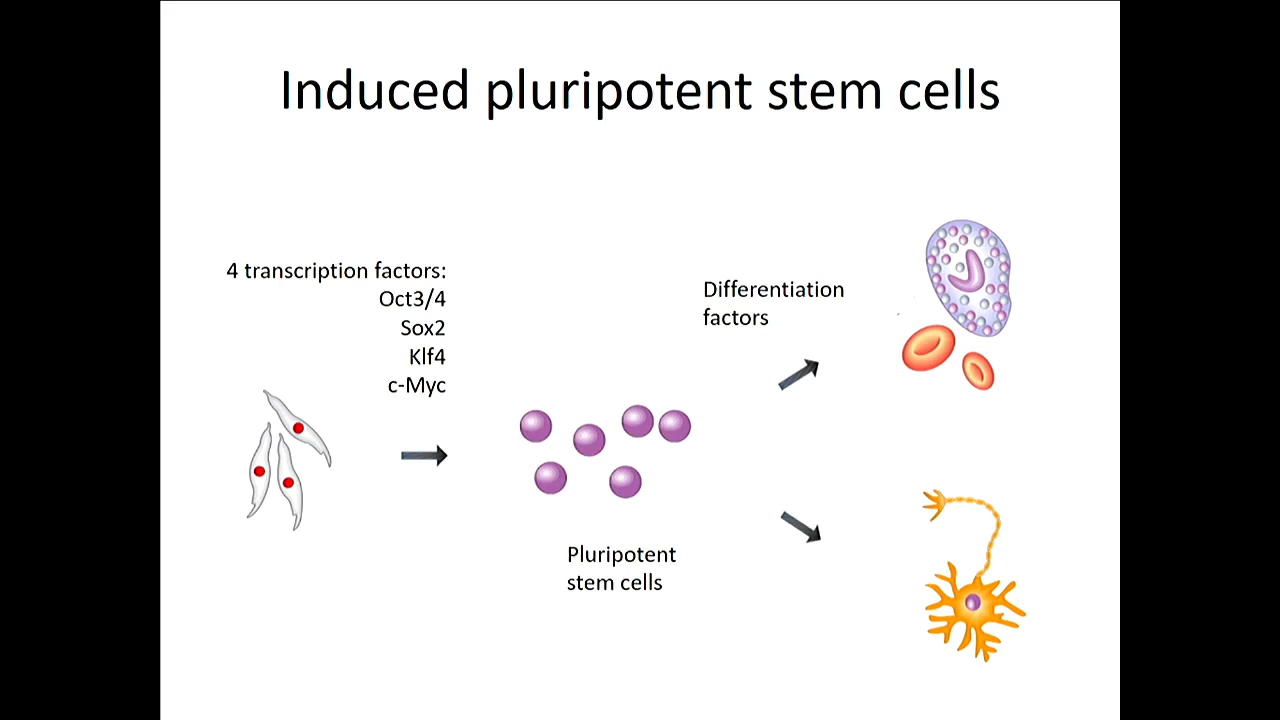 Induced pluripotent stem cells
4 transcription factors:
Oct3/4
Sox2
Klf4
c-Myc
Differentiation
factors
Pluripotent
stem cells